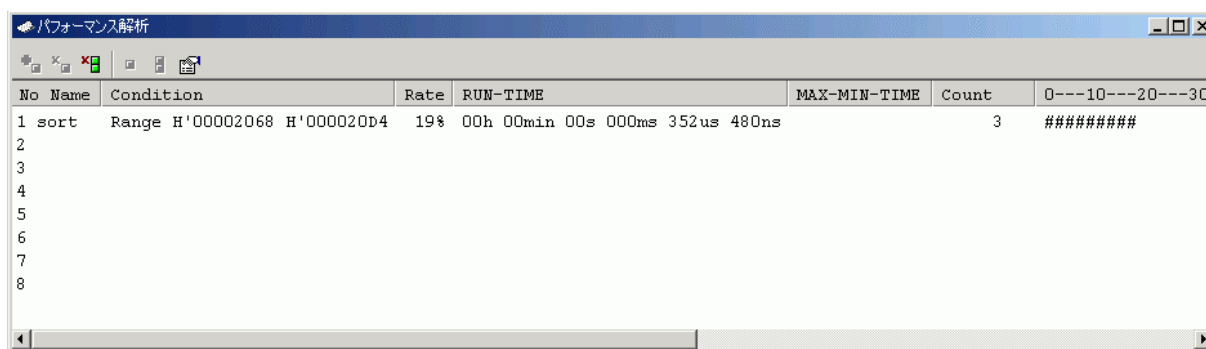 パフォーマンス解析
No Name Condition Rate RUN-TIME MAX-MIN-TIME Count 0---10---20---30
1 sort Range H'00002068 H'000020D4 19% 00h 00min 00s 000ms 352us 480ns 3 #########
2
3
4
5
6
7
8